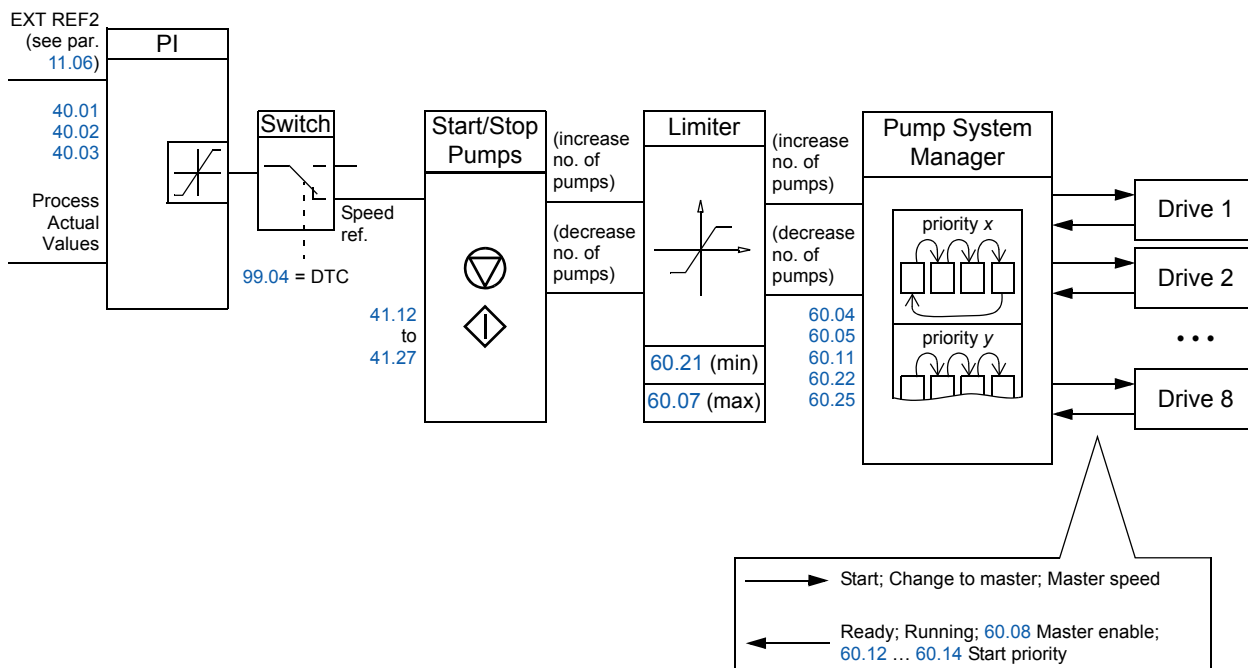 EXT REF2
(see par.
11.06)
PI
40.01
40.02
40.03
Process
Actual
Values
Switch
Speed
ref.
99.04 = DTC
Start/Stop
Pumps
41.12
to
41.27
(increase
no. of
pumps)
(decrease
no. of
pumps)
Limiter
60.21 (min)
60.07 (max)
(increase
no. of
pumps)
(decrease
no. of
pumps)
60.04
60.05
60.11
60.22
60.25
Pump System
Manager
priority x
priority y
Drive 1
Drive 2
• • •
Drive 8
Start; Change to master; Master speed
Ready; Running; 60.08 Master enable;
60.12 … 60.14 Start priority